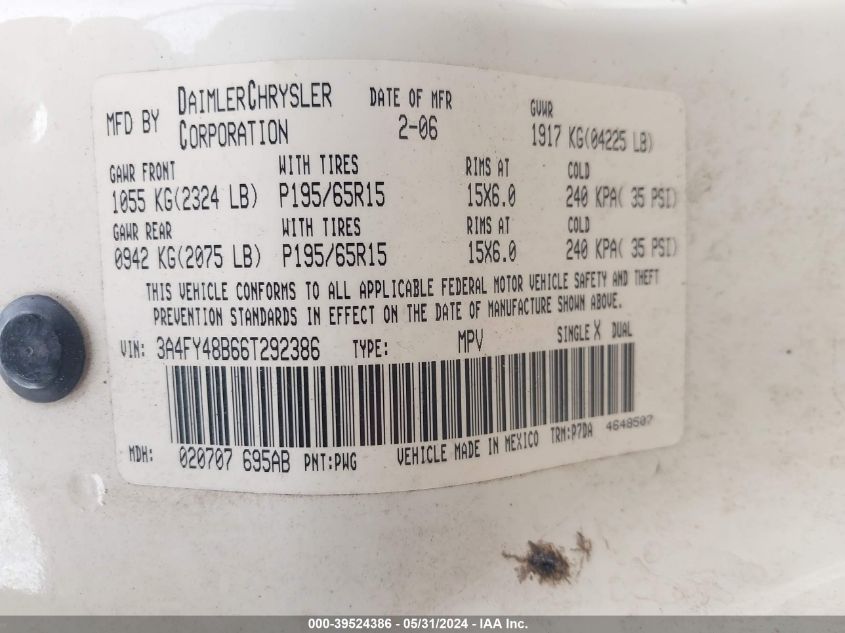 MFD BY DAIMLERCHRYSLER CORPORATION DATE OF MFR 2-06 GVWR 1917 KG(04225 LB)
GAWR FRONT WITH TIRES RIMS AT COLD
1055 KG(2324 LB) P195/65R15 15X6.0 240 KPA( 35 PSI)
GAWR REAR WITH TIRES RIMS AT COLD
0942 KG(2075 LB) P195/65R15 15X6.0 240 KPA( 35 PSI)
THIS VEHICLE CONFORMS TO ALL APPLICABLE FEDERAL MOTOR VEHICLE SAFETY AND THEFT
PREVENTION STANDARDS IN EFFECT ON THE DATE OF MANUFACTURE SHOWN ABOVE.
VIN: 3A4FY48B66T292386 TYPE: MPV SINGLE X DUAL
MDH: 020707 695AB PNT:PWG VEHICLE MADE IN MEXICO TRM:P7DA 4648507
000-39524386 - 05/31/2024 - IAA Inc.